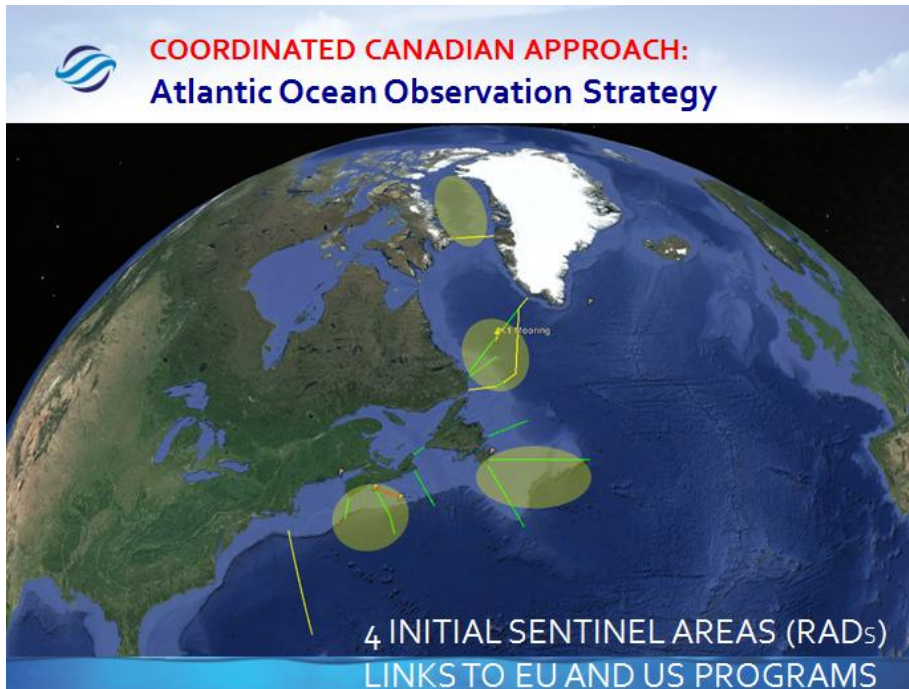 COORDINATED CANADIAN APPROACH:
Atlantic Ocean Observation Strategy
K1 Mooring
4 INITIAL SENTINEL AREAS (RADs)
LINKS TO EU AND US PROGRAMS